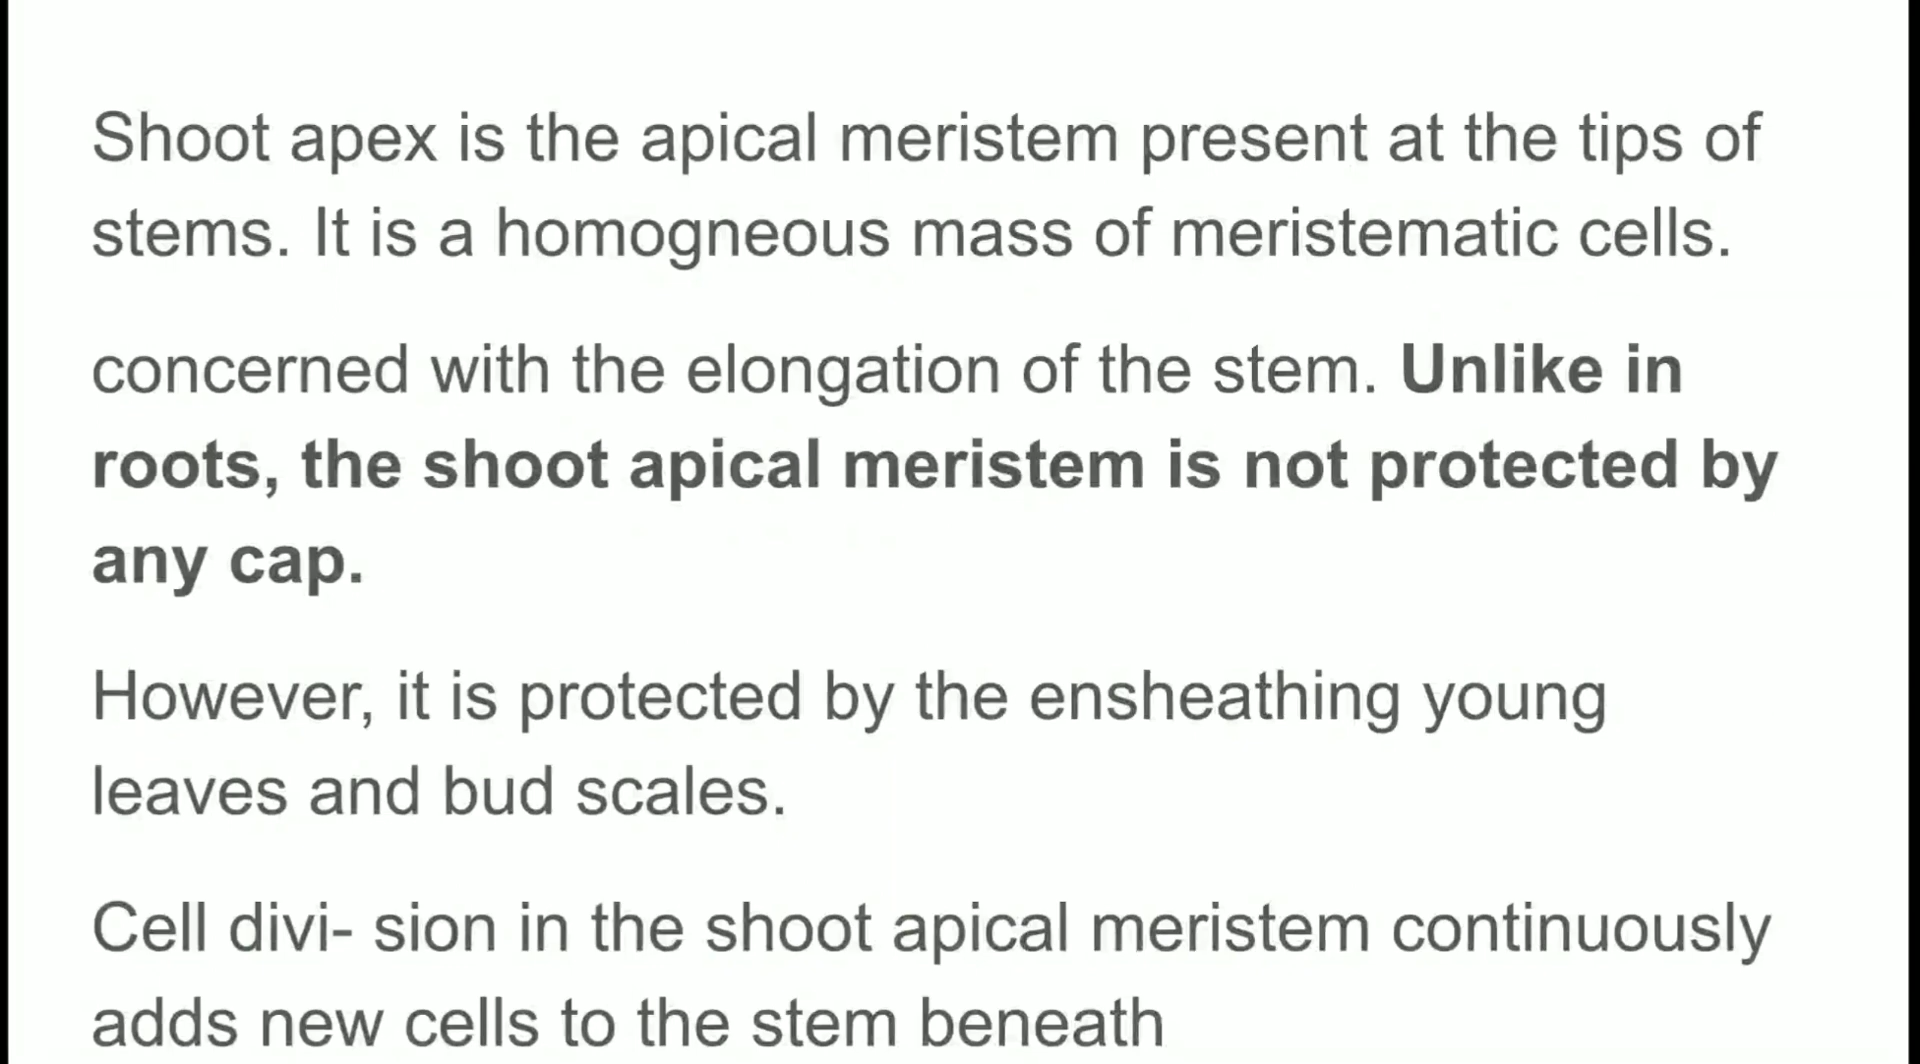 Shoot apex is the apical meristem present at the tips of
stems. It is a homogneous mass of meristematic cells.
concerned with the elongation of the stem. Unlike in
roots, the shoot apical meristem is not protected by
any cap.
However, it is protected by the ensheathing young
leaves and bud scales.
Cell divi- sion in the shoot apical meristem continuously
adds new cells to the stem beneath